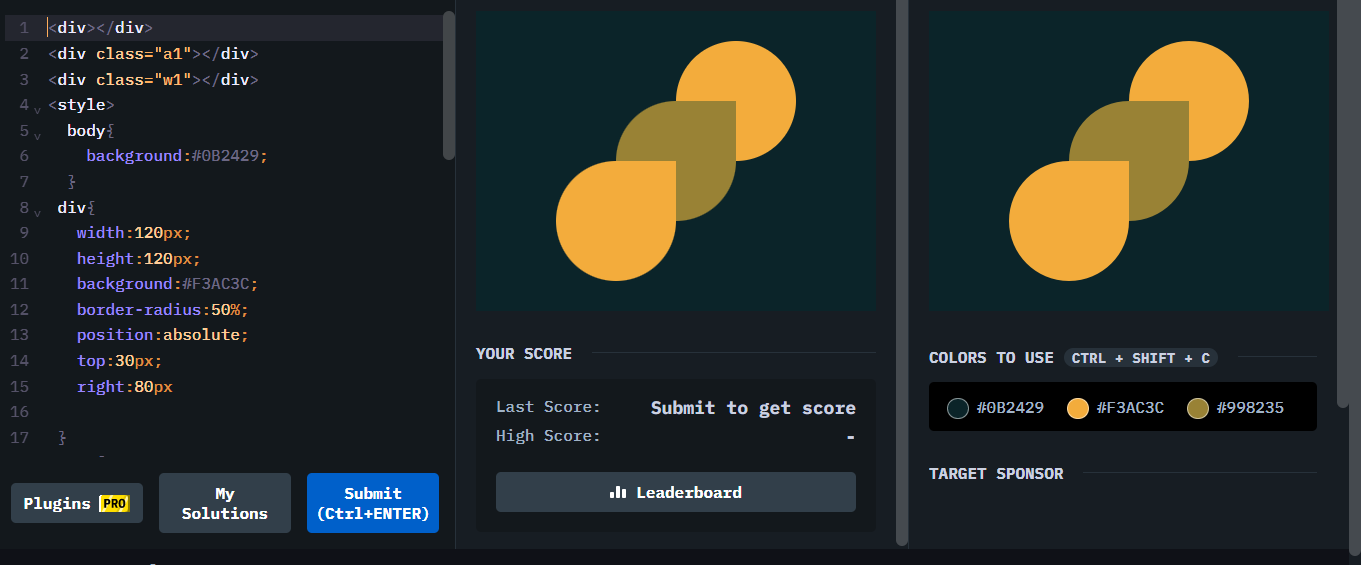 1 <div></div>
2 <div class="a1"></div>
3 <div class="w1"></div>
4 <style>
5 body{
6 background:#0B2429;
7 }
8 div{
9 width:120px;
10 height:120px;
11 background:#F3AC3C;
12 border-radius:50%;
13 position:absolute;
14 top:30px;
15 right:80px
16
17 }
Plugins PRO
My
Solutions
Submit
(Ctrl+ENTER)
YOUR SCORE
Last Score: Submit to get score
High Score: -
Leaderboard
COLORS TO USE CTRL + SHIFT + C
#0B2429 #F3AC3C #998235
TARGET SPONSOR